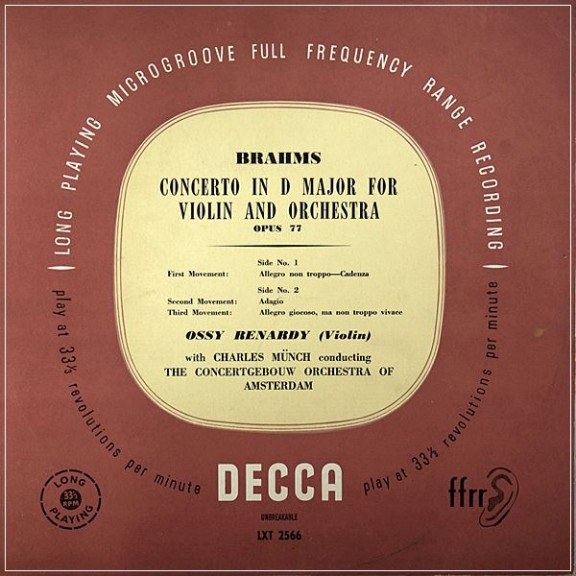 LONG PLAYING MICROGROOVE FULL FREQUENCY RANGE RECORDING
BRAHMS
CONCERTO IN D MAJOR FOR
VIOLIN AND ORCHESTRA
OPUS 77
Side No. 1
First Movement: Allegro non troppo—Cadenza
Side No. 2
Second Movement: Adagio
Third Movement: Allegro giocoso, ma non troppo vivace
OSSY RENARDY (Violin)
with CHARLES MÜNCH conducting
THE CONCERTGEBOUW ORCHESTRA OF
AMSTERDAM
play at 33⅓ revolutions per minute
DECCA
play at 33⅓ revolutions per minute
LONG
33⅓
RPM
PLAYING
ffrr
UNBREAKABLE
LXT 2566